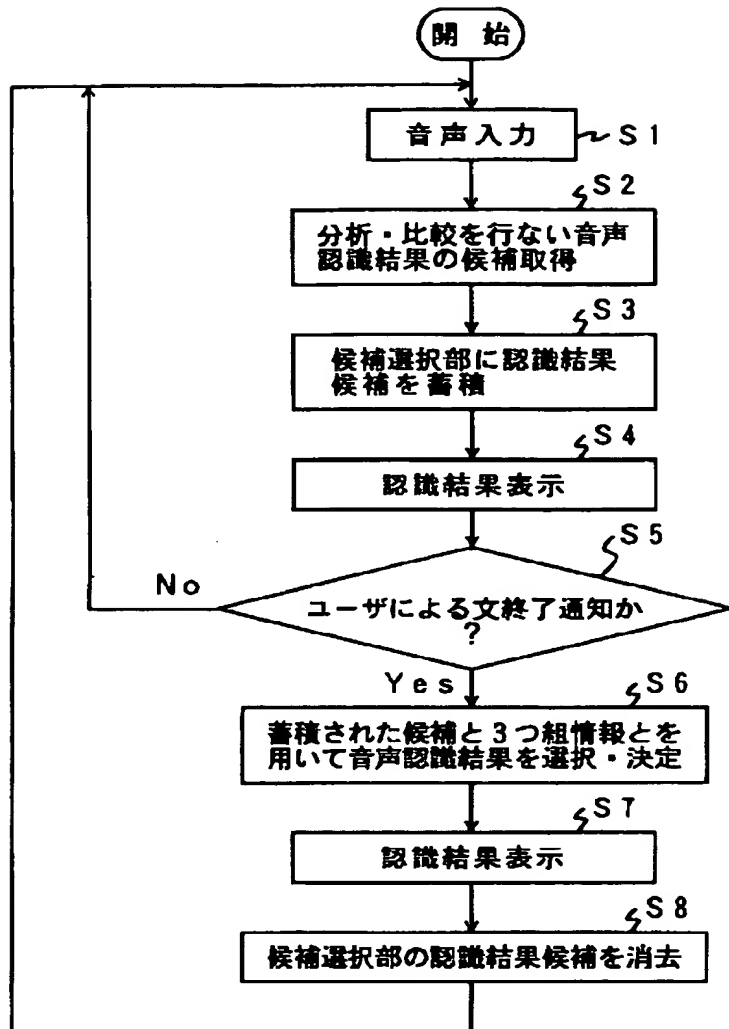 開始
音声入力
S1
S2
分析・比較を行ない音声
認識結果の候補取得
S3
候補選択部に認識結果
候補を蓄積
S4
認識結果表示
S5
No
ユーザによる文終了通知か
?
Yes
S6
蓄積された候補と3つ組情報とを
用いて音声認識結果を選択・決定
S7
認識結果表示
S8
候補選択部の認識結果候補を消去